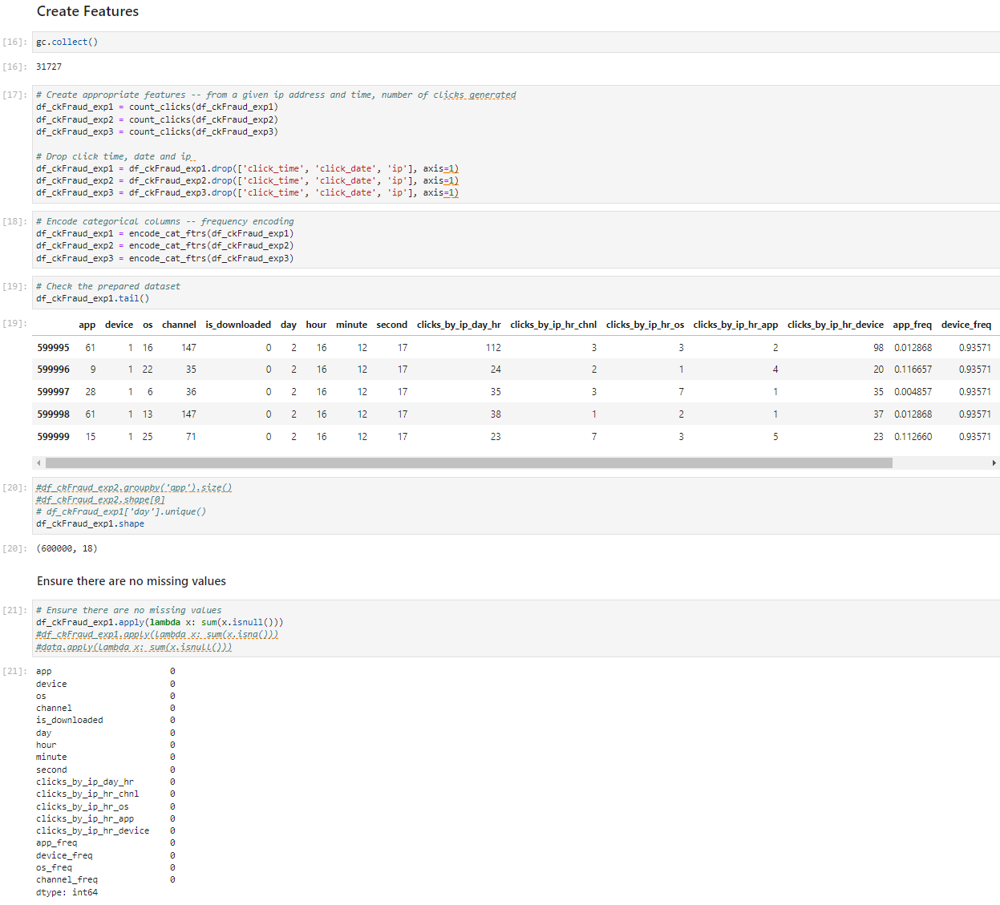 Create Features
[16]: gc.collect()
[16]: 31727
[17]: # Create appropriate features -- from a given ip address and time, number of clicks generated
df_ckFraud_exp1 = count_clicks(df_ckFraud_exp1)
df_ckFraud_exp2 = count_clicks(df_ckFraud_exp2)
df_ckFraud_exp3 = count_clicks(df_ckFraud_exp3)
# Drop click time, date and ip
df_ckFraud_exp1 = df_ckFraud_exp1.drop(['click_time', 'click_date', 'ip'], axis=1)
df_ckFraud_exp2 = df_ckFraud_exp2.drop(['click_time', 'click_date', 'ip'], axis=1)
df_ckFraud_exp3 = df_ckFraud_exp3.drop(['click_time', 'click_date', 'ip'], axis=1)
[18]: # Encode categorical columns -- frequency encoding
df_ckFraud_exp1 = encode_cat_ftrs(df_ckFraud_exp1)
df_ckFraud_exp2 = encode_cat_ftrs(df_ckFraud_exp2)
df_ckFraud_exp3 = encode_cat_ftrs(df_ckFraud_exp3)
[19]: # Check the prepared dataset
df_ckFraud_exp1.tail()
[19]: app device os channel is_downloaded day hour minute second clicks_by_ip_day_hr clicks_by_ip_hr_chnl clicks_by_ip_hr_os clicks_by_ip_hr_app clicks_by_ip_hr_device app_freq device_freq
599995 61 1 16 147 0 2 16 12 17 112 3 3 2 98 0.012868 0.93571
599996 9 1 22 35 0 2 16 12 17 24 2 1 4 20 0.116657 0.93571
599997 28 1 6 36 0 2 16 12 17 35 3 7 1 35 0.004857 0.93571
599998 61 1 13 147 0 2 16 12 17 38 1 2 1 37 0.012868 0.93571
599999 15 1 25 71 0 2 16 12 17 23 7 3 5 23 0.112660 0.93571
[20]: #df_ckFraud_exp2.groupby('app').size()
#df_ckFraud_exp2.shape[0]
# df_ckFraud_exp1['day'].unique()
df_ckFraud_exp1.shape
[20]: (600000, 18)
Ensure there are no missing values
[21]: # Ensure there are no missing values
df_ckFraud_exp1.apply(lambda x: sum(x.isnull()))
#df_ckFraud_exp1.apply(lambda x: sum(x.isna()))
#data.apply(lambda x: sum(x.isnull()))
[21]: app 0
device 0
os 0
channel 0
is_downloaded 0
day 0
hour 0
minute 0
second 0
clicks_by_ip_day_hr 0
clicks_by_ip_hr_chnl 0
clicks_by_ip_hr_os 0
clicks_by_ip_hr_app 0
clicks_by_ip_hr_device 0
app_freq 0
device_freq 0
os_freq 0
channel_freq 0
dtype: int64